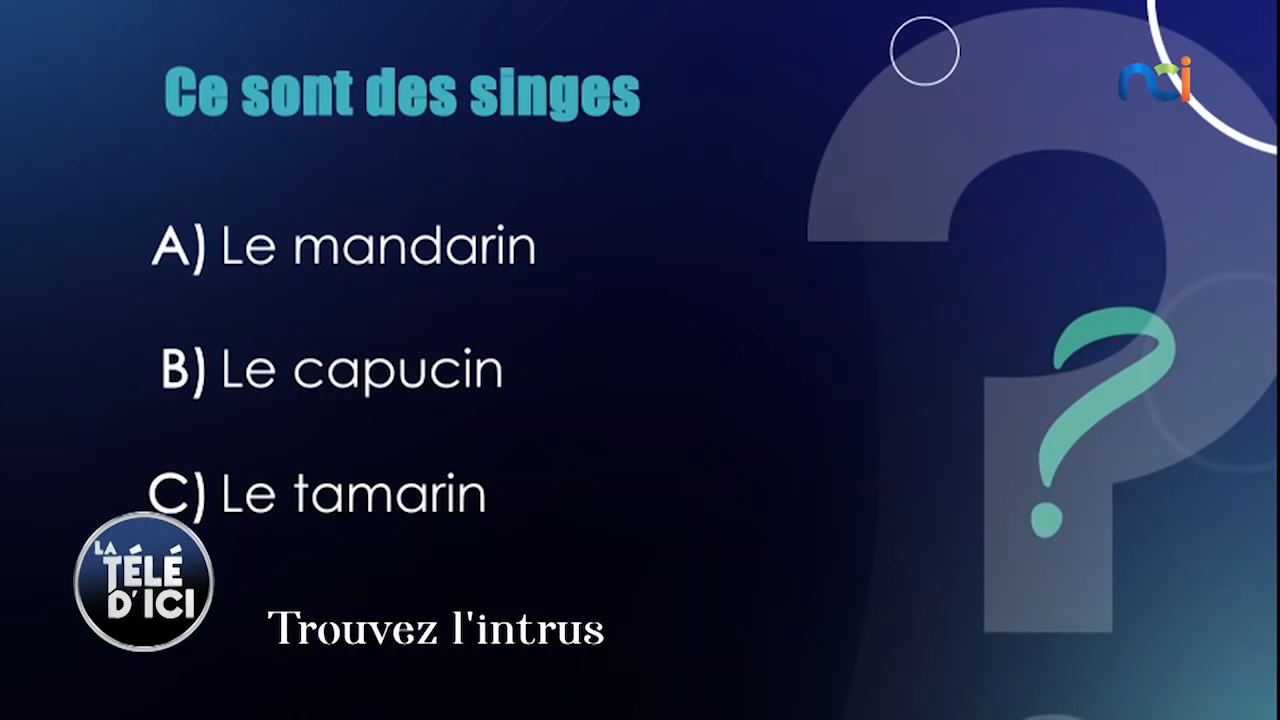 Ce sont des singes
nci
A) Le mandarin
B) Le capucin
C) Le tamarin
LA
TÉLÉ
D'ICI
Trouvez l'intrus